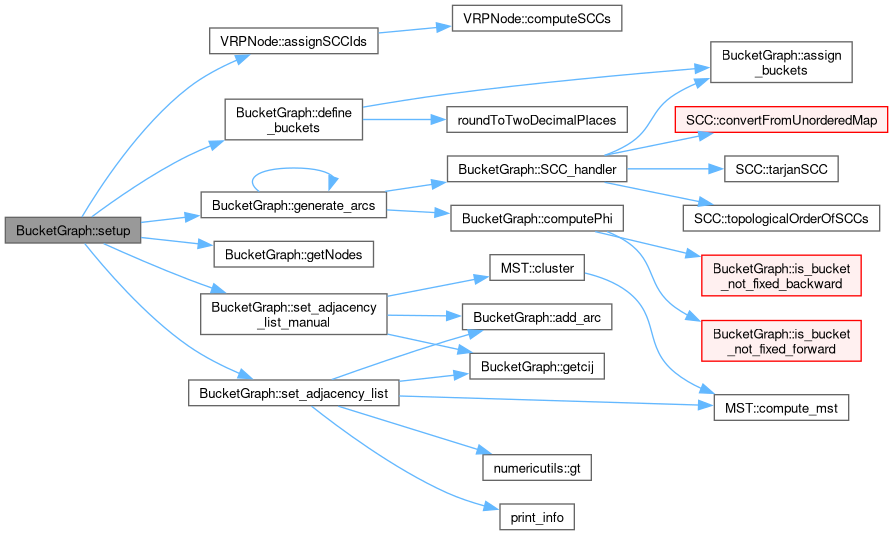 BucketGraph::setup
VRPNode::assignSCCIds
VRPNode::computeSCCs
BucketGraph::define
_buckets
BucketGraph::assign
_buckets
roundToTwoDecimalPlaces
BucketGraph::generate_arcs
BucketGraph::SCC_handler
SCC::convertFromUnorderedMap
SCC::tarjanSCC
SCC::topologicalOrderOfSCCs
BucketGraph::computePhi
BucketGraph::is_bucket
_not_fixed_backward
BucketGraph::is_bucket
_not_fixed_forward
BucketGraph::getNodes
BucketGraph::set_adjacency
_list_manual
MST::cluster
BucketGraph::add_arc
BucketGraph::getcij
MST::compute_mst
BucketGraph::set_adjacency_list
numericutils::gt
print_info